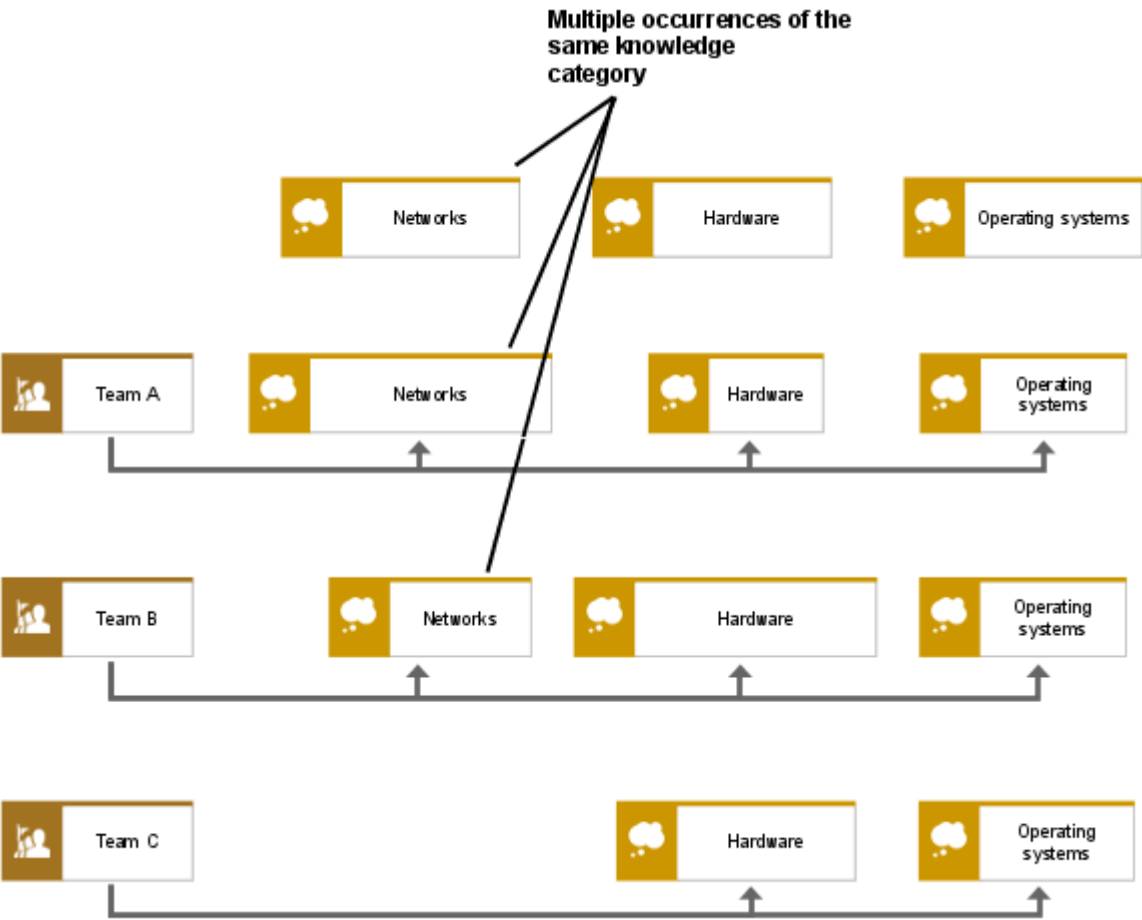 Multiple occurrences of the
same knowledge
category
Networks
Hardware
Operating systems
Team A
Networks
Hardware
Operating
systems
Team B
Networks
Hardware
Operating
systems
Team C
Hardware
Operating
systems